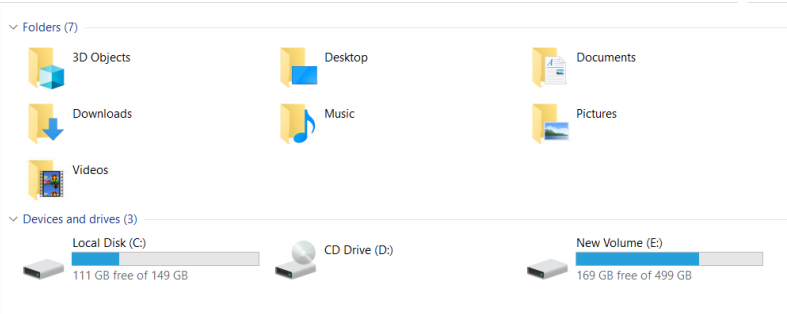 Folders (7)
3D Objects
Desktop
Documents
Downloads
Music
Pictures
Videos
Devices and drives (3)
Local Disk (C:)
111 GB free of 149 GB
CD Drive (D:)
New Volume (E:)
169 GB free of 499 GB